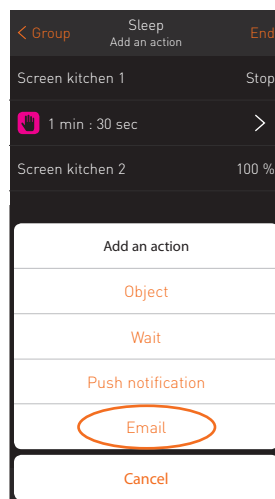 < Group Sleep End
Add an action
Screen kitchen 1 Stop
1 min : 30 sec >
Screen kitchen 2 100 %
Add an action
Object
Wait
Push notification
Email
Cancel